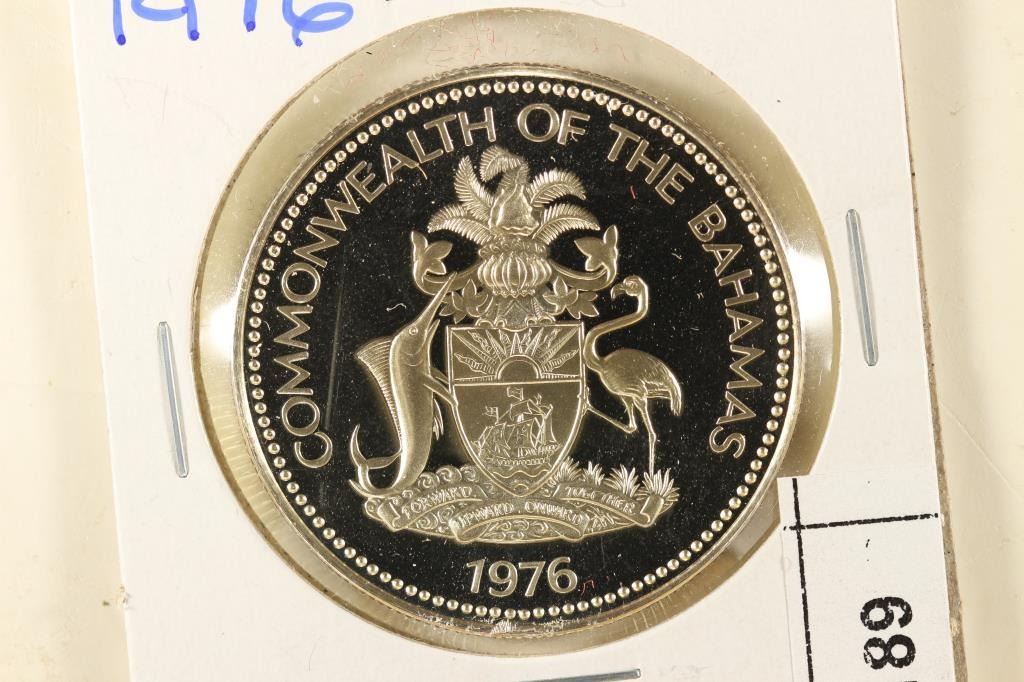 1976
COMMONWEALTH OF THE BAHAMAS
FORWARD UPWARD ONWARD TOGETHER
1976
89